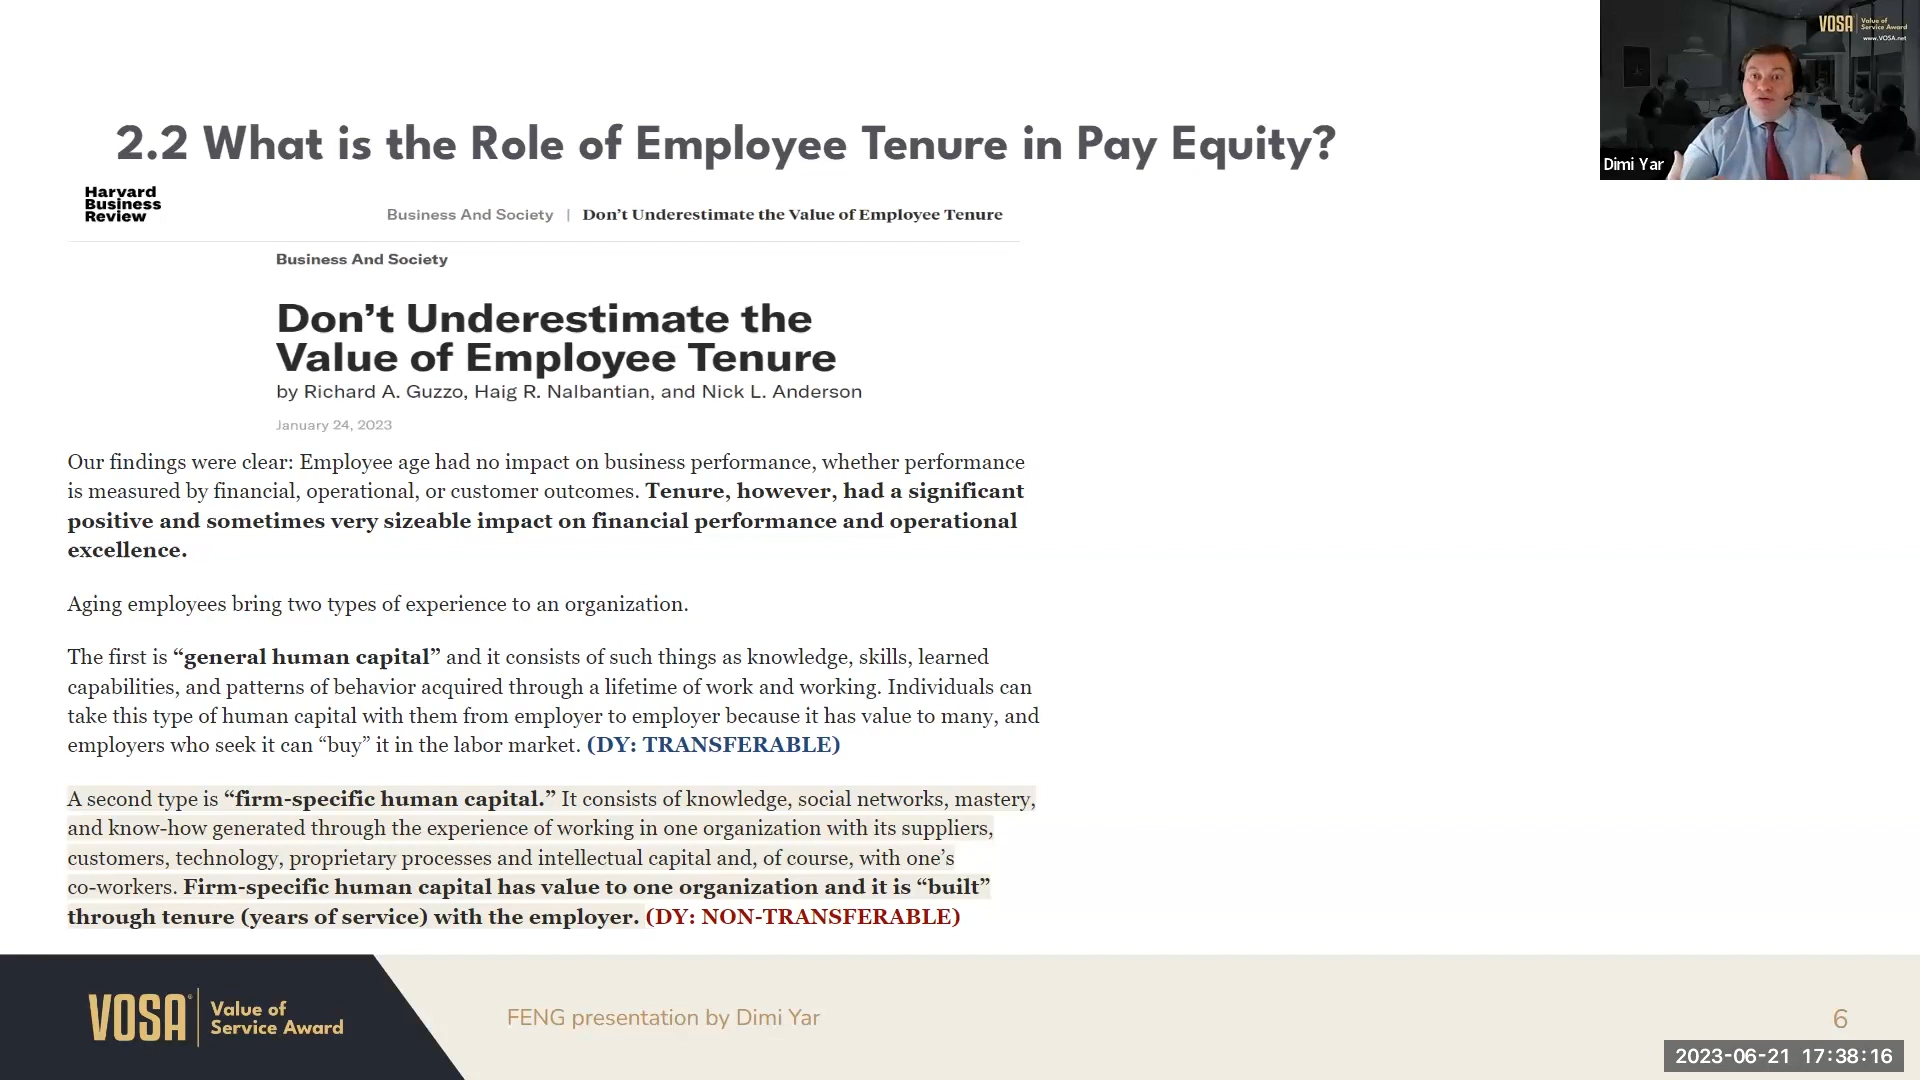 VOSA Value of
Service Award
www.VOSA.net
Dimi Yar
2.2 What is the Role of Employee Tenure in Pay Equity?
Harvard
Business
Review
Business And Society | Don’t Underestimate the Value of Employee Tenure
Business And Society
Don’t Underestimate the
Value of Employee Tenure
by Richard A. Guzzo, Haig R. Nalbantian, and Nick L. Anderson
January 24, 2023
Our findings were clear: Employee age had no impact on business performance, whether performance
is measured by financial, operational, or customer outcomes. Tenure, however, had a significant
positive and sometimes very sizeable impact on financial performance and operational
excellence.
Aging employees bring two types of experience to an organization.
The first is “general human capital” and it consists of such things as knowledge, skills, learned
capabilities, and patterns of behavior acquired through a lifetime of work and working. Individuals can
take this type of human capital with them from employer to employer because it has value to many, and
employers who seek it can “buy” it in the labor market. (DY: TRANSFERABLE)
A second type is “firm-specific human capital.” It consists of knowledge, social networks, mastery,
and know-how generated through the experience of working in one organization with its suppliers,
customers, technology, proprietary processes and intellectual capital and, of course, with one’s
co-workers. Firm-specific human capital has value to one organization and it is “built”
through tenure (years of service) with the employer. (DY: NON-TRANSFERABLE)
VOSA® Value of
Service Award
FENG presentation by Dimi Yar
6
2023-06-21 17:38:16